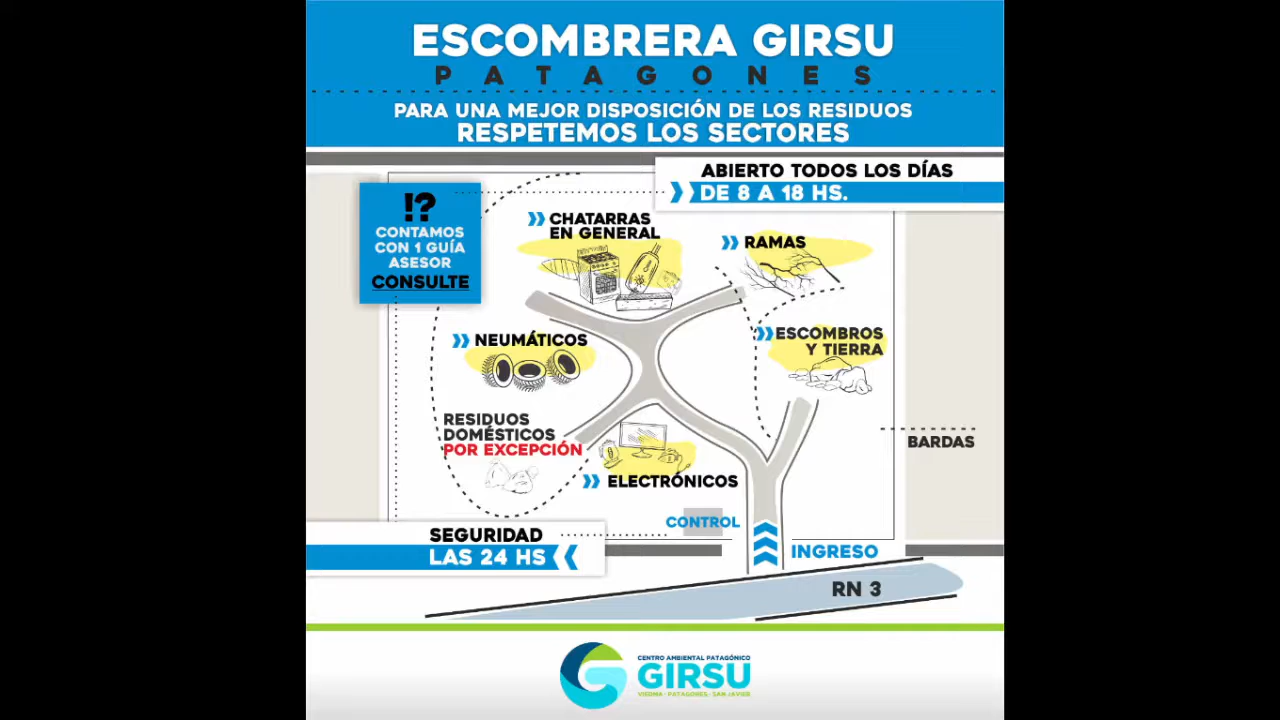 ESCOMBRERA GIRSU
PATAGONES
PARA UNA MEJOR DISPOSICIÓN DE LOS RESIDUOS
RESPETEMOS LOS SECTORES
ABIERTO TODOS LOS DÍAS
DE 8 A 18 HS.
!?
CONTAMOS
CON 1 GUÍA
ASESOR
CONSULTE
CHATARRAS
EN GENERAL
RAMAS
NEUMÁTICOS
ESCOMBROS
Y TIERRA
RESIDUOS
DOMÉSTICOS
POR EXCEPCIÓN
ELECTRÓNICOS
BARDAS
CONTROL
SEGURIDAD
LAS 24 HS
INGRESO
RN 3
CENTRO AMBIENTAL PATAGÓNICO
GIRSU
VIEDMA - PATAGONES - SAN JAVIER